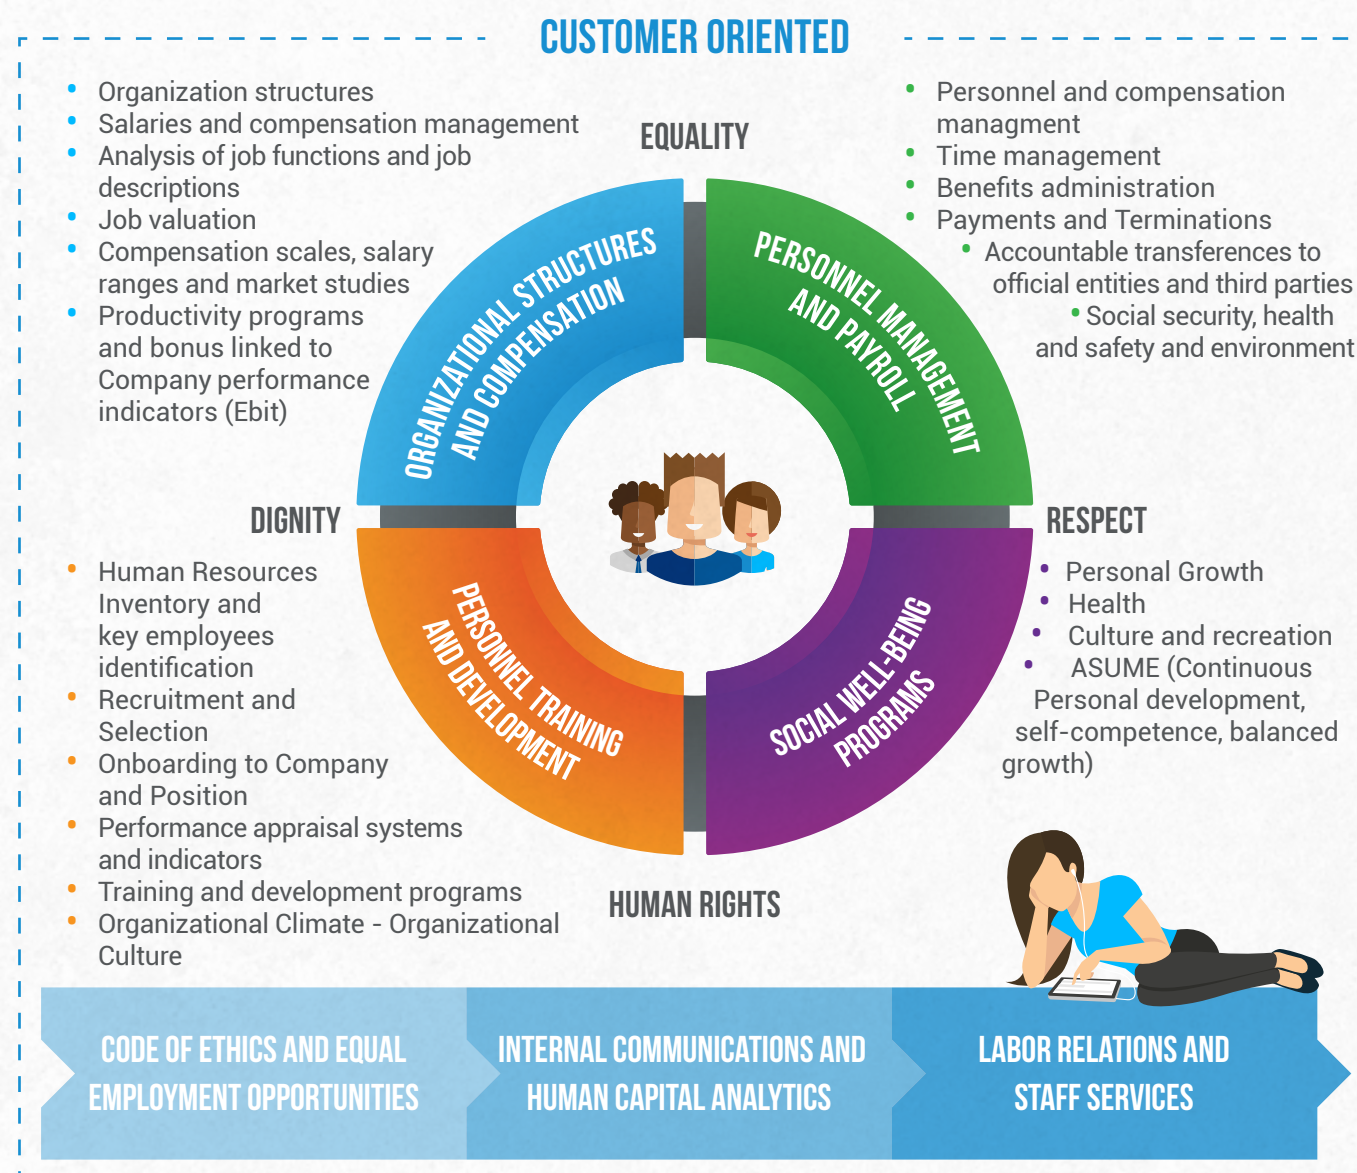 CUSTOMER ORIENTED
• Organization structures
• Salaries and compensation management
• Analysis of job functions and job
descriptions
• Job valuation
• Compensation scales, salary
ranges and market studies
• Productivity programs
and bonus linked to
Company performance
indicators (Ebit)
EQUALITY
• Personnel and compensation
managment
• Time management
• Benefits administration
• Payments and Terminations
• Accountable transferences to
official entities and third parties
• Social security, health
and safety and environment
ORGANIZATIONAL STRUCTURES
AND COMPENSATION
PERSONNEL MANAGEMENT
AND PAYROLL
DIGNITY
RESPECT
• Human Resources
Inventory and
key employees
identification
• Recruitment and
Selection
• Onboarding to Company
and Position
• Performance appraisal systems
and indicators
• Training and development programs
• Organizational Climate - Organizational
Culture
PERSONNEL TRAINING
AND DEVELOPMENT
SOCIAL WELL-BEING
PROGRAMS
• Personal Growth
• Health
• Culture and recreation
• ASUME (Continuous
Personal development,
self-competence, balanced
growth)
HUMAN RIGHTS
CODE OF ETHICS AND EQUAL
EMPLOYMENT OPPORTUNITIES
INTERNAL COMMUNICATIONS AND
HUMAN CAPITAL ANALYTICS
LABOR RELATIONS AND
STAFF SERVICES